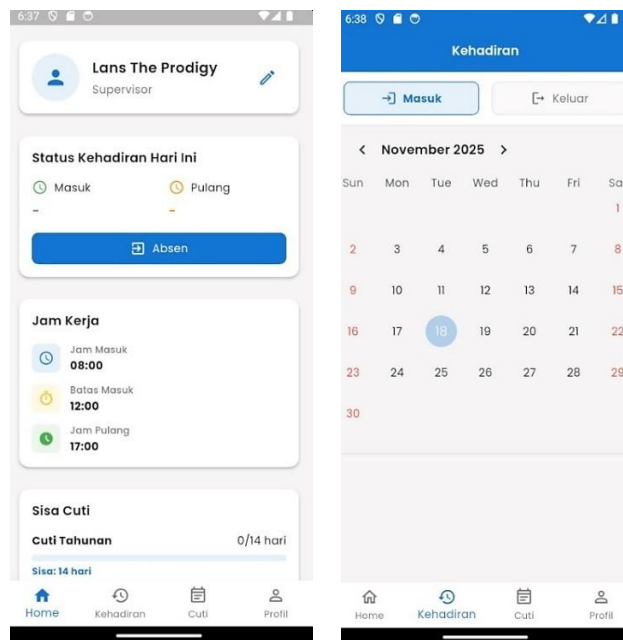 6:37
Lans The Prodigy
Supervisor
Status Kehadiran Hari Ini
Masuk Pulang
- -
Absen
Jam Kerja
Jam Masuk
08:00
Batas Masuk
12:00
Jam Pulang
17:00
Sisa Cuti
Cuti Tahunan 0/14 hari
Sisa: 14 hari
Home Kehadiran Cuti Profil
6:38
Kehadiran
Masuk Keluar
November 2025
Sun Mon Tue Wed Thu Fri Sa
1
2 3 4 5 6 7 8
9 10 11 12 13 14 15
16 17 18 19 20 21 22
23 24 25 26 27 28 29
30
Home Kehadiran Cuti Profil